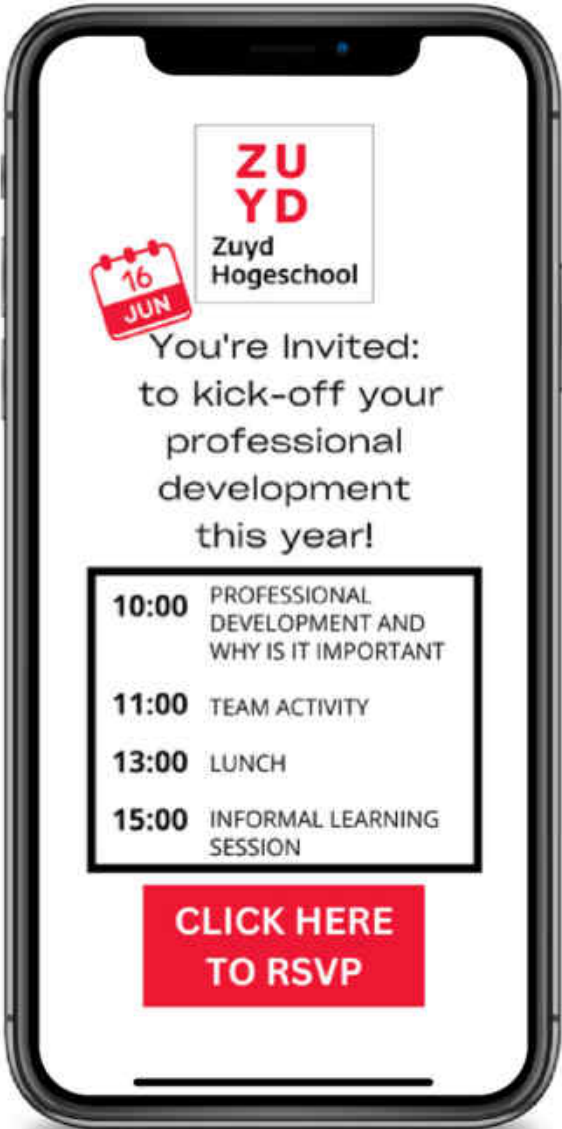 ZU
YD
Zuyd
Hogeschool
16
JUN
You're Invited:
to kick-off your
professional
development
this year!
10:00 PROFESSIONAL
DEVELOPMENT AND
WHY IS IT IMPORTANT
11:00 TEAM ACTIVITY
13:00 LUNCH
15:00 INFORMAL LEARNING
SESSION
CLICK HERE
TO RSVP